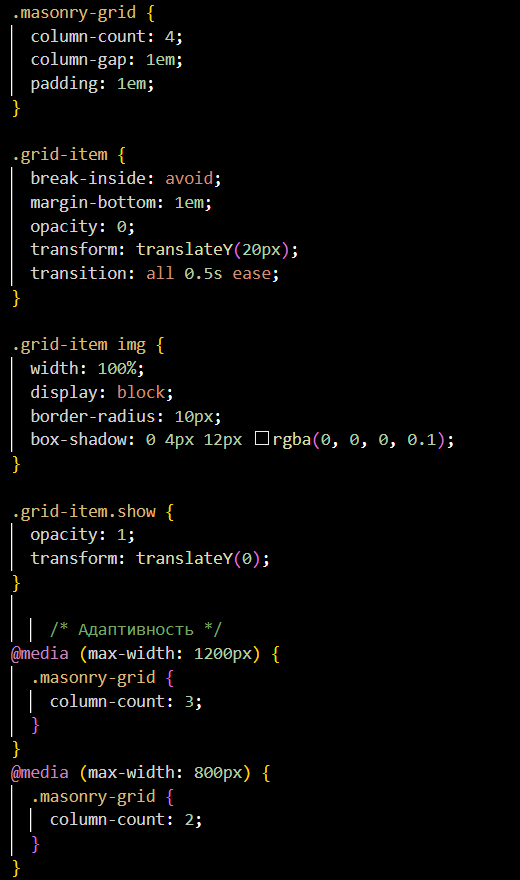 .masonry-grid {
  column-count: 4;
  column-gap: 1em;
  padding: 1em;
}

.grid-item {
  break-inside: avoid;
  margin-bottom: 1em;
  opacity: 0;
  transform: translateY(20px);
  transition: all 0.5s ease;
}

.grid-item img {
  width: 100%;
  display: block;
  border-radius: 10px;
  box-shadow: 0 4px 12px rgba(0, 0, 0, 0.1);
}

.grid-item.show {
  opacity: 1;
  transform: translateY(0);
}

    /* Адаптивность */
@media (max-width: 1200px) {
  .masonry-grid {
    column-count: 3;
  }
}
@media (max-width: 800px) {
  .masonry-grid {
    column-count: 2;
  }
}